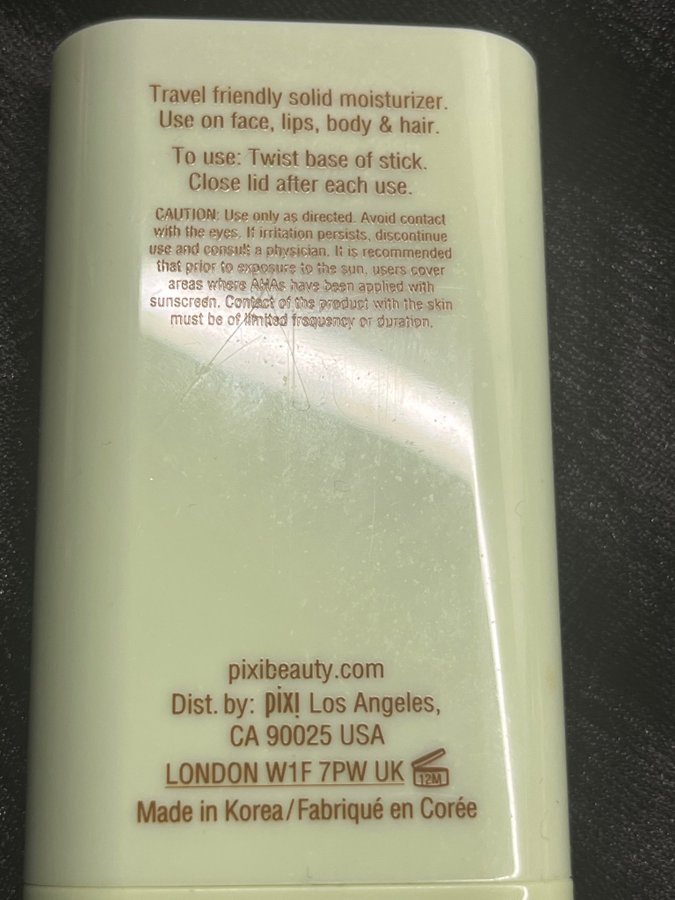 Travel friendly solid moisturizer.
Use on face, lips, body & hair.
To use: Twist base of stick.
Close lid after each use.
CAUTION: Use only as directed. Avoid contact
with the eyes. If irritation persists, discontinue
use and consult a physician. It is recommended
that prior to exposure to the sun, users cover
areas where AHAs have been applied with
sunscreen. Contact of the product with the skin
must be of limited frequency or duration.
pixibeauty.com
Dist. by: pixi Los Angeles,
CA 90025 USA
LONDON W1F 7PW UK 12M
Made in Korea/Fabriqué en Corée